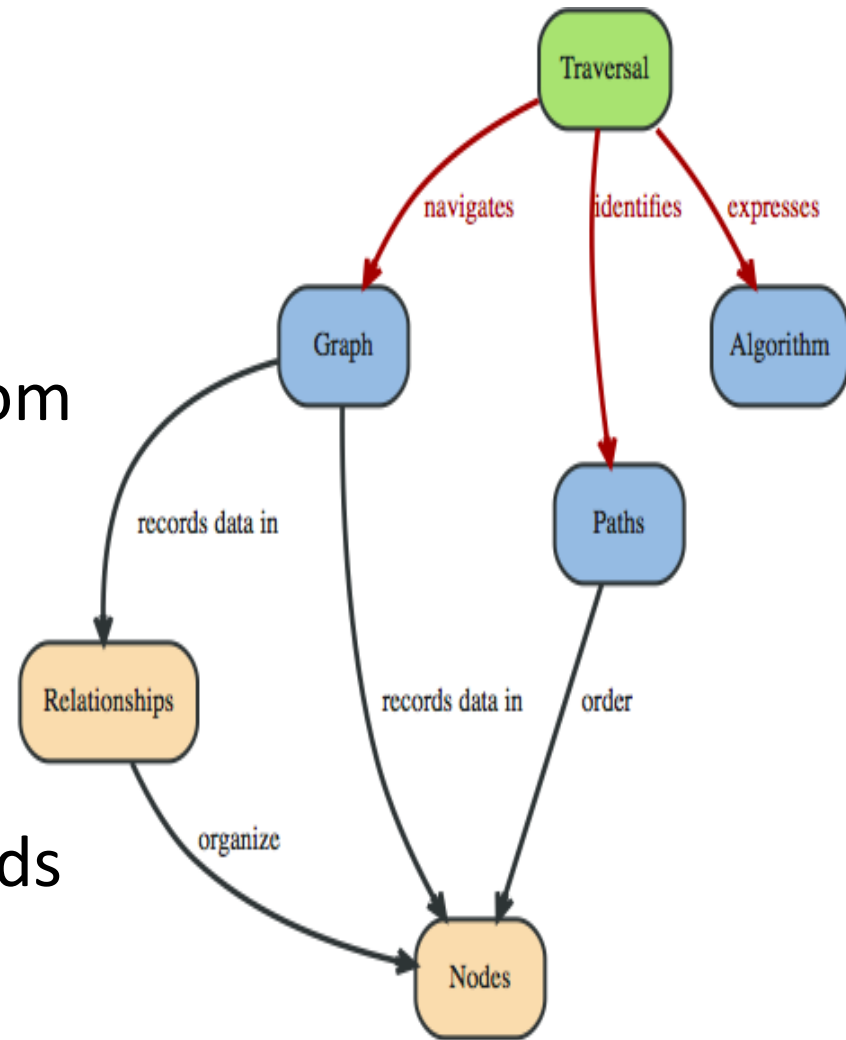 Traversal
navigates
identifies
expresses
Graph
Algorithm
om
records data in
Paths
Relationships
records data in
order
organize
ds
Nodes